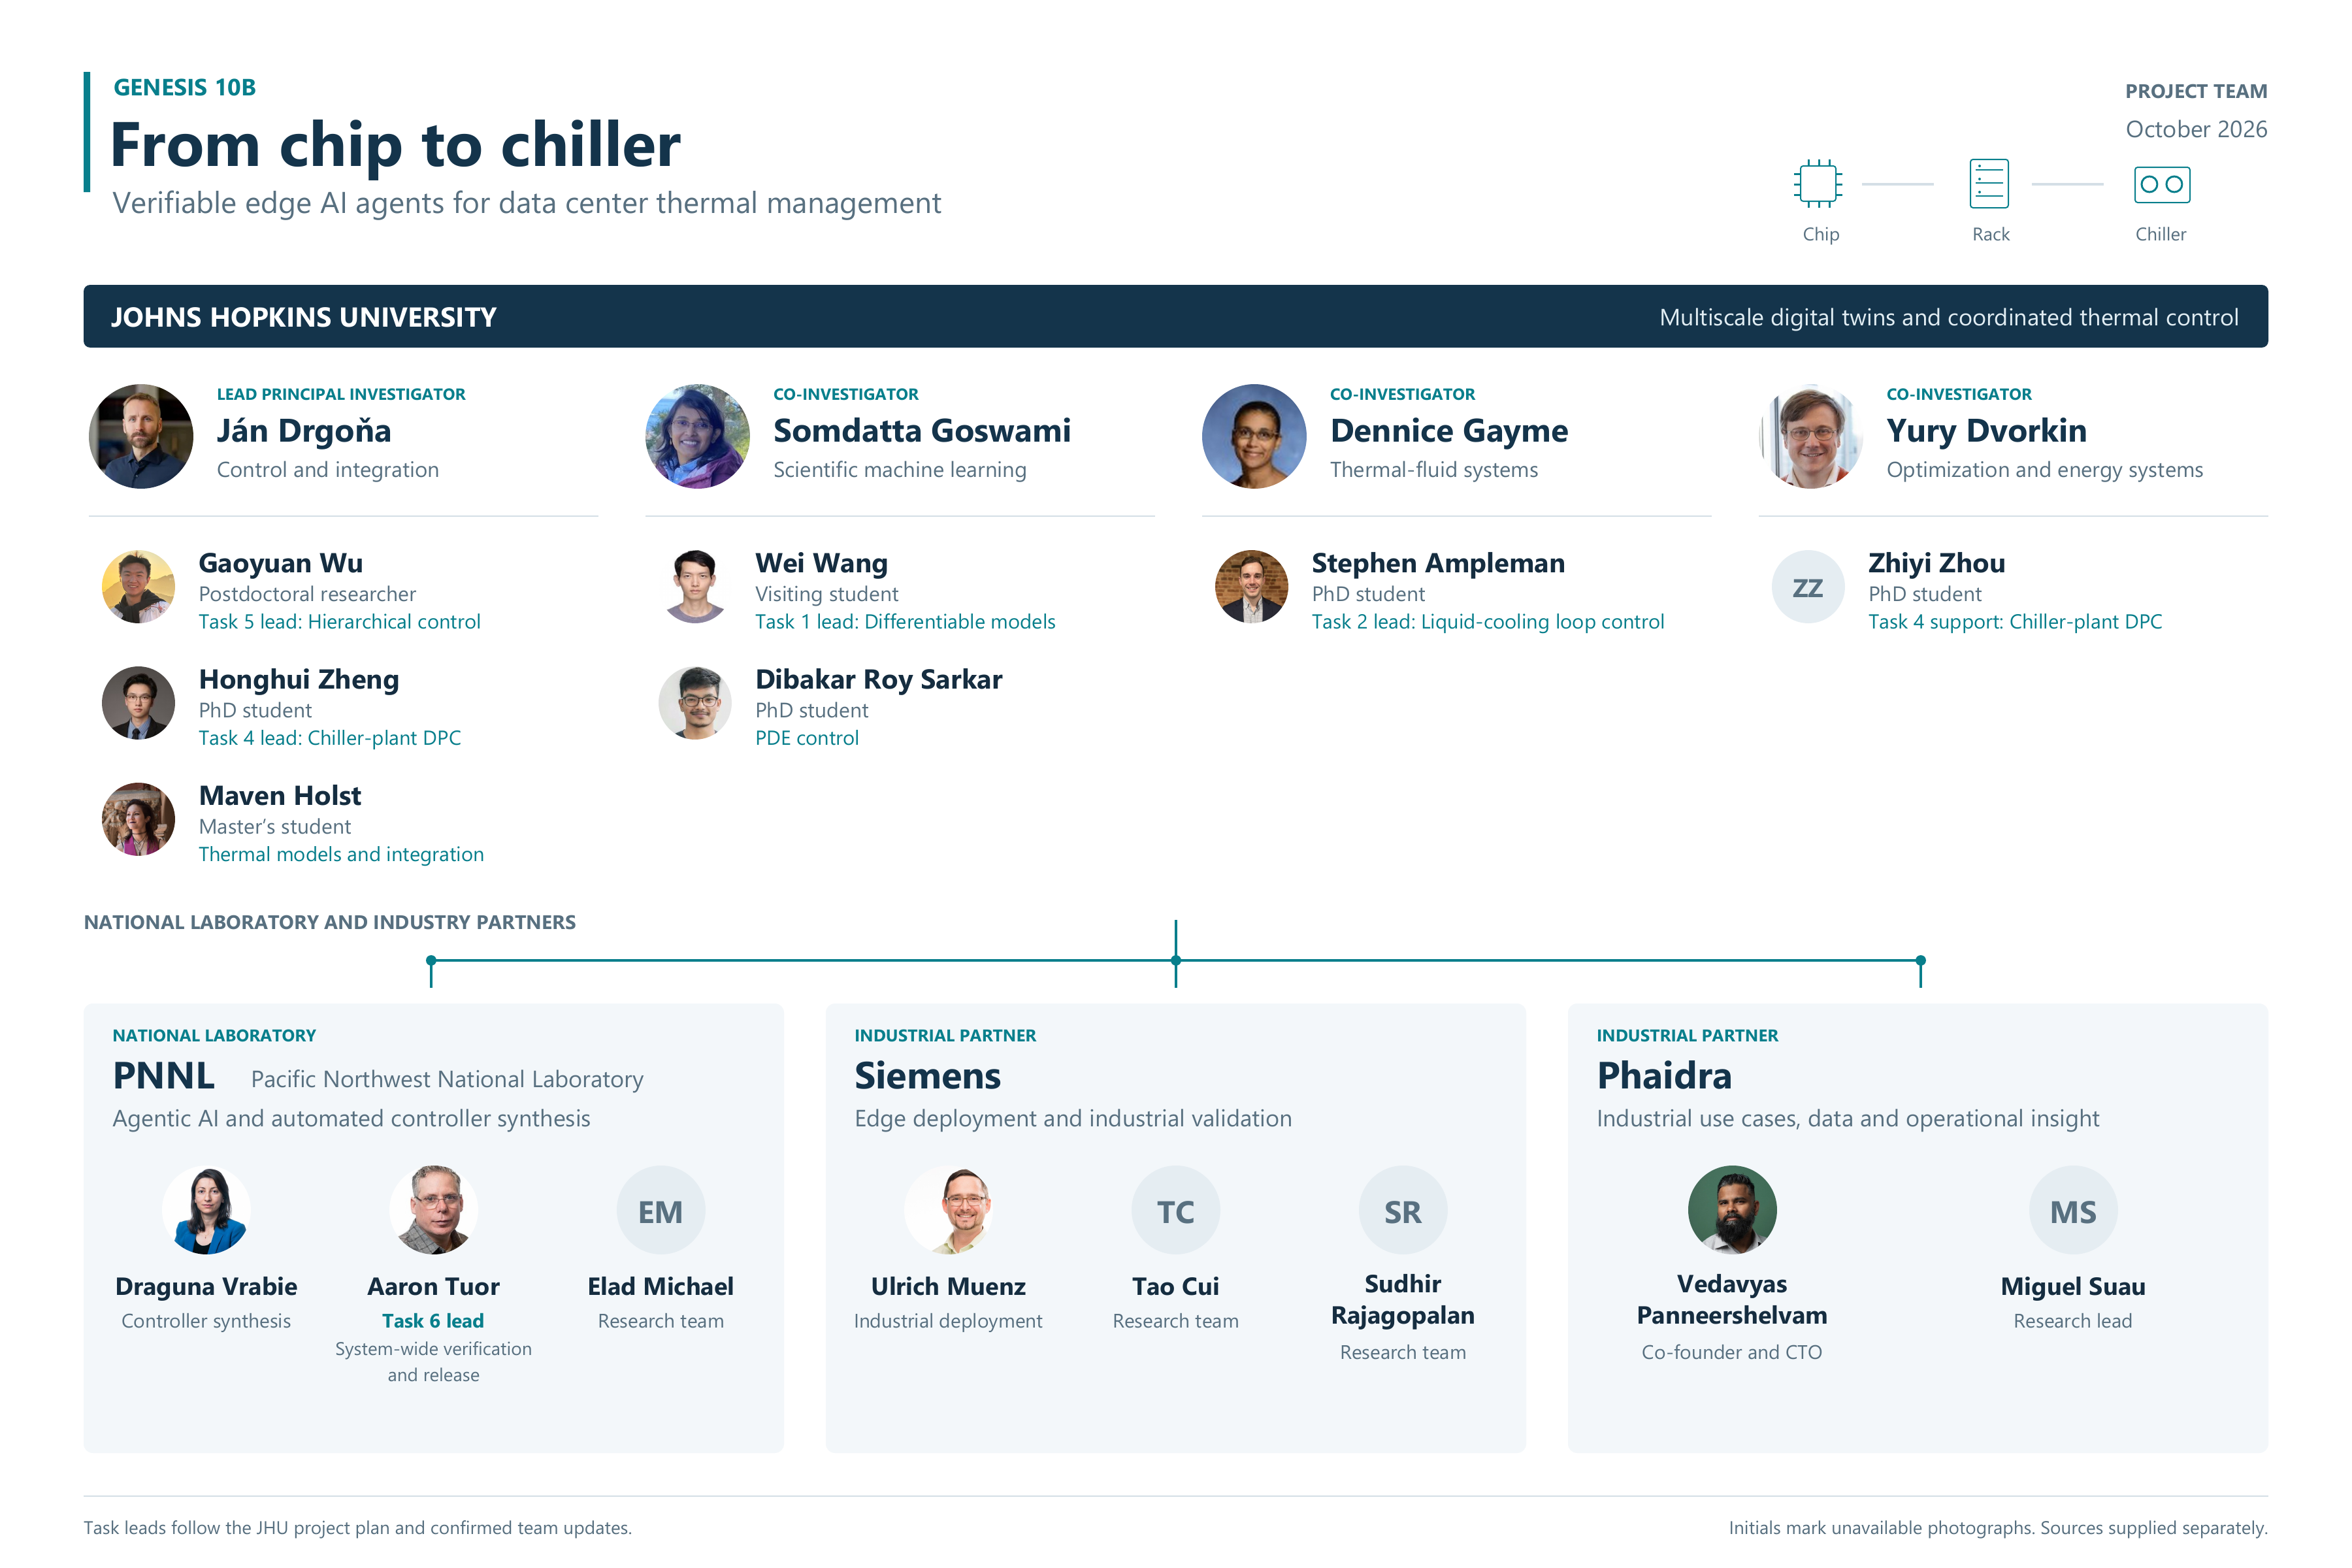 GENESIS 10B
From chip to chiller
Verifiable edge AI agents for data center thermal management
PROJECT TEAM
October 2026
Chip
Rack
Chiller
JOHNS HOPKINS UNIVERSITY
Multiscale digital twins and coordinated thermal control
LEAD PRINCIPAL INVESTIGATOR
Ján Drgoňa
Control and integration
CO-INVESTIGATOR
Somdatta Goswami
Scientific machine learning
CO-INVESTIGATOR
Dennice Gayme
Thermal-fluid systems
CO-INVESTIGATOR
Yury Dvorkin
Optimization and energy systems
Gaoyuan Wu
Postdoctoral researcher
Task 5 lead: Hierarchical control
Honghui Zheng
PhD student
Task 4 lead: Chiller-plant DPC
Maven Holst
Master’s student
Thermal models and integration
Wei Wang
Visiting student
Task 1 lead: Differentiable models
Dibakar Roy Sarkar
PhD student
PDE control
Stephen Ampleman
PhD student
Task 2 lead: Liquid-cooling loop control
ZZ
Zhiyi Zhou
PhD student
Task 4 support: Chiller-plant DPC
NATIONAL LABORATORY AND INDUSTRY PARTNERS
NATIONAL LABORATORY
PNNL Pacific Northwest National Laboratory
Agentic AI and automated controller synthesis
Draguna Vrabie
Controller synthesis
Aaron Tuor
Task 6 lead
System-wide verification
and release
EM
Elad Michael
Research team
INDUSTRIAL PARTNER
Siemens
Edge deployment and industrial validation
Ulrich Muenz
Industrial deployment
TC
Tao Cui
Research team
SR
Sudhir
Rajagopalan
Research team
INDUSTRIAL PARTNER
Phaidra
Industrial use cases, data and operational insight
Vedavyas
Panneershelvam
Co-founder and CTO
MS
Miguel Suau
Research lead
Task leads follow the JHU project plan and confirmed team updates.
Initials mark unavailable photographs. Sources supplied separately.